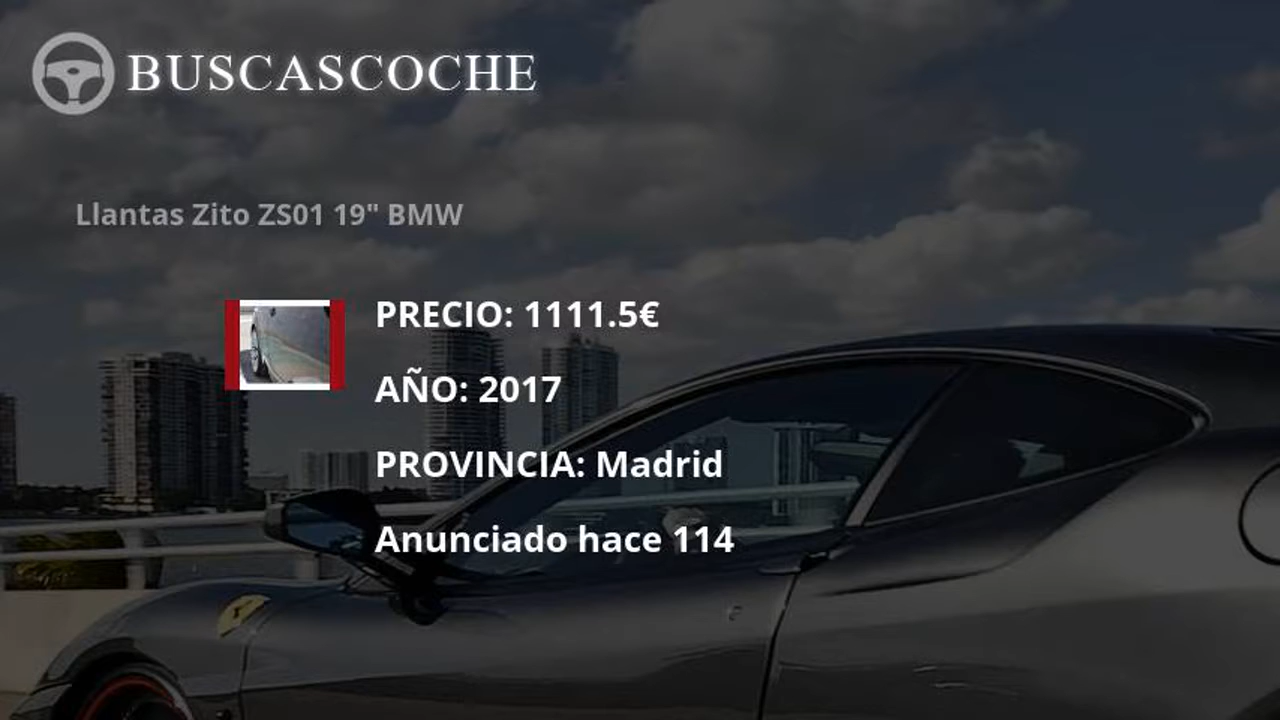 BUSCASCOCHE
Llantas Zito ZS01 19" BMW
PRECIO: 1111.5€
AÑO: 2017
PROVINCIA: Madrid
Anunciado hace 114